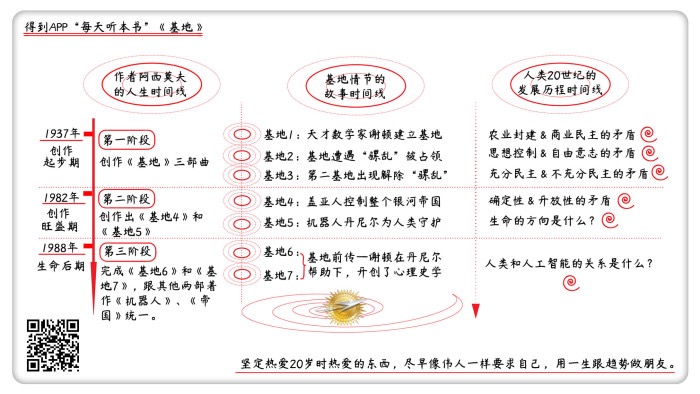 得到APP“每天听本书”《基地》
作者阿西莫夫
的人生时间线
基地情节的
故事时间线
人类20世纪的
发展历程时间线
1937年
创作
起步期
第一阶段
创作《基地》三部曲
基地1：天才数学家谢顿建立基地
基地2：基地遭遇“骡乱”被占领
基地3：第二基地出现解除“骡乱”
农业封建&商业民主的矛盾
思想控制&自由意志的矛盾
充分民主&不充分民主的矛盾
1982年
创作
旺盛期
第二阶段
创作出《基地4》和
《基地5》
基地4：盖亚人控制整个银河帝国
基地5：机器人丹尼尔为人类守护
确定性&开放性的矛盾
生命的方向是什么？
1988年
生命后期
第三阶段
完成《基地6》和《基
地7》，跟其他两部著
作《机器人》、《帝
国》统一。
基地6：
基地7：
基地前传—谢顿在丹尼尔
帮助下，开创了心理史学
人类和人工智能的关系是什么？
坚定热爱20岁时热爱的东西，尽早像伟人一样要求自己，用一生跟趋势做朋友。